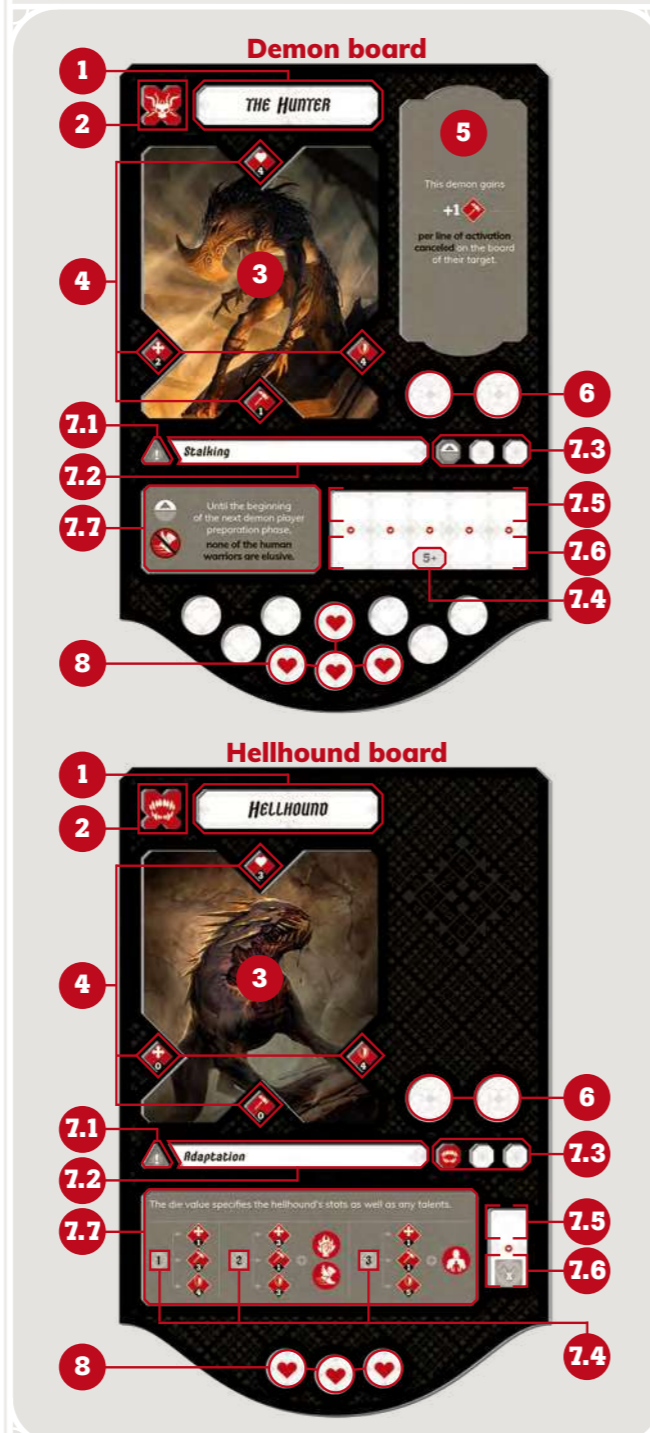 Demon board
1
THE HUNTER
2
4
5
This demon gains
+1
per line of activation
canceled on the board
of their target.
3
4
2
4
1
6
7.1
7.2
Stalking
7.3
7.7
Until the beginning
of the next demon player
preparation phase,
none of the human
warriors are elusive.
7.5
7.6
5+
7.4
8
Hellhound board
1
HELLHOUND
2
3
3
4
0
4
0
6
7.1
7.2
Adaptation
7.3
7.7
The die value specifies the hellhound's stats as well as any talents.
1
2
3
7.5
7.6
7.4
8